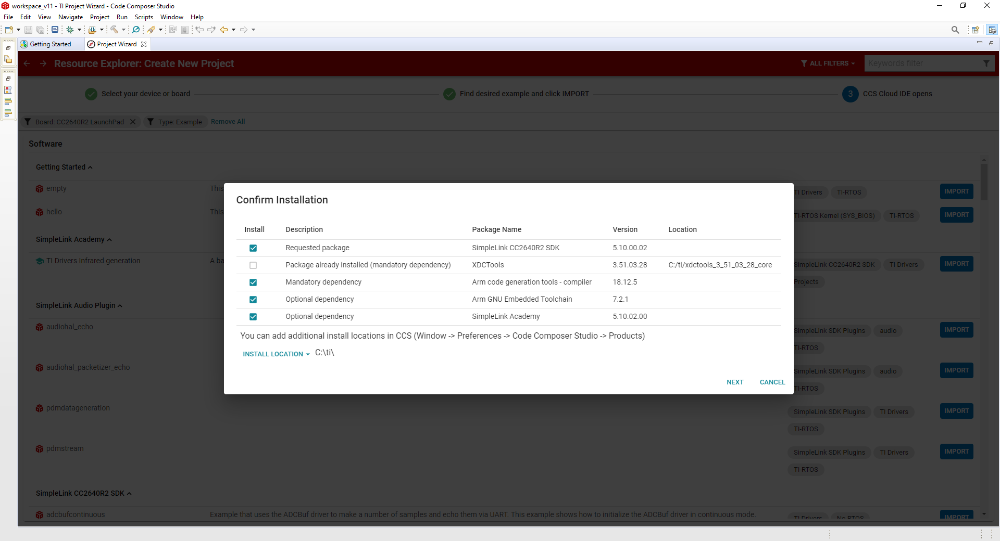 workspace_v11 - TI Project Wizard - Code Composer Studio
File Edit View Navigate Project Run Scripts Window Help
Getting Started Project Wizard
Resource Explorer: Create New Project ALL FILTERS Keywords filter
Select your device or board Find desired example and click IMPORT 3 CCS Cloud IDE opens
Board: CC2640R2 LaunchPad Type: Example Remove All
Software
Getting Started
empty This TI Drivers TI-RTOS IMPORT
hello This TI-RTOS Kernel (SYS_BIOS) TI-RTOS IMPORT
SimpleLink Academy
TI Drivers Infrared generation A ba SimpleLink CC2640R2 SDK TI Drivers IMPORT
Projects
SimpleLink Audio Plugin
audiohal_echo SimpleLink SDK Plugins audio IMPORT
TI-RTOS
audiohal_packetizer_echo SimpleLink SDK Plugins audio IMPORT
TI-RTOS
pdmdatageneration SimpleLink SDK Plugins TI Drivers IMPORT
TI-RTOS
pdmstream SimpleLink SDK Plugins TI Drivers IMPORT
TI-RTOS
SimpleLink CC2640R2 SDK
adcbufcontinuous Example that uses the ADCBuf driver to make a number of samples and echo them via UART. This example shows how to initialize the ADCBuf driver in continuous mode. TI Drivers No RTOS IMPORT
Confirm Installation
Install Description Package Name Version Location
Requested package SimpleLink CC2640R2 SDK 5.10.00.02
Package already installed (mandatory dependency) XDCTools 3.51.03.28 C:/ti/xdctools_3_51_03_28_core
Mandatory dependency Arm code generation tools - compiler 18.12.5
Optional dependency Arm GNU Embedded Toolchain 7.2.1
Optional dependency SimpleLink Academy 5.10.02.00
You can add additional install locations in CCS (Window -> Preferences -> Code Composer Studio -> Products)
INSTALL LOCATION C:\ti\
NEXT CANCEL